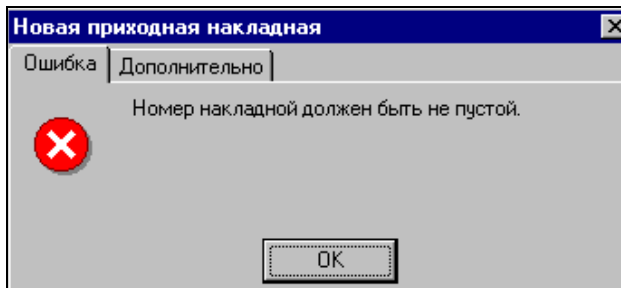 Новая приходная накладная
Ошибка
Дополнительно
Номер накладной должен быть не пустой.
OK